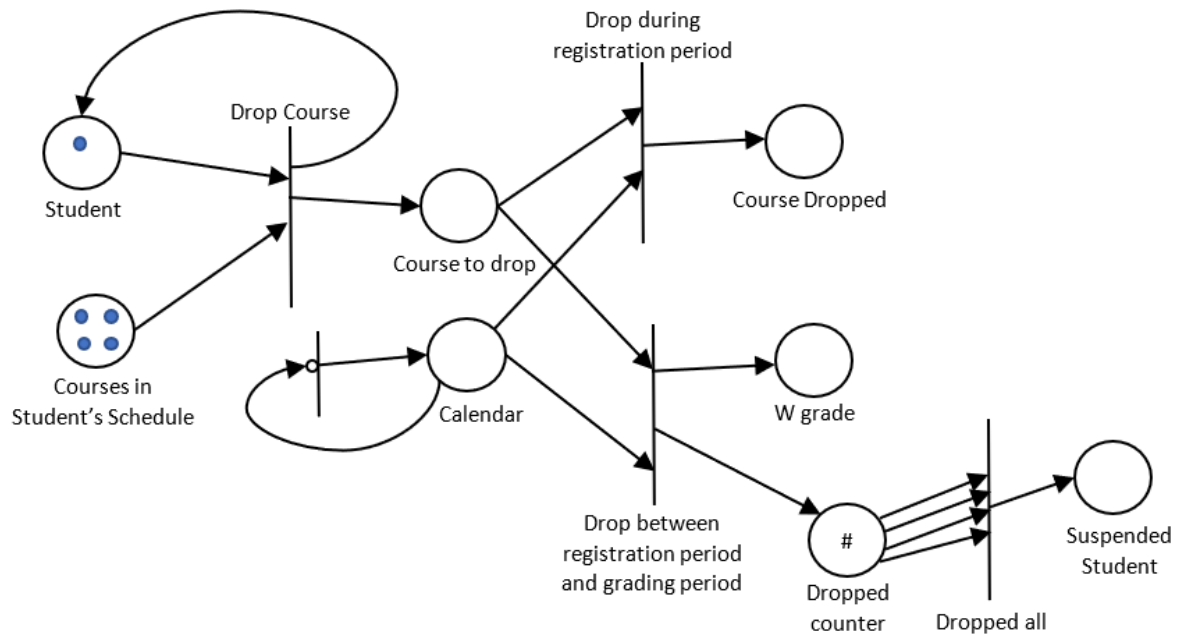 Drop during
registration period
Drop Course
Student
Course Dropped
Course to drop
Courses in
Student's Schedule
Calendar
W grade
Drop between
registration period
and grading period
#
Dropped
counter
Dropped all
Suspended
Student